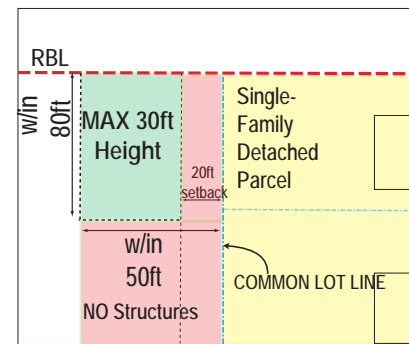 RBL
w/in
80ft
MAX 30ft
Height
20ft
setback
Single-
Family
Detached
Parcel
w/in
50ft
NO Structures
COMMON LOT LINE